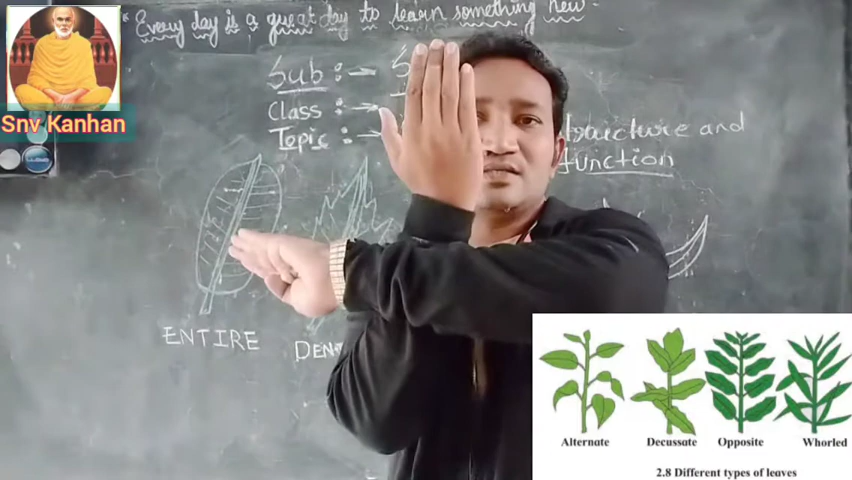 * Every day is a great day to learn something new.
Sub :-
Class :-
Topic :-
Structure and
function
Snv Kanhan
ENTIRE
Alternate Decussate Opposite Whorled
2.8 Different types of leaves